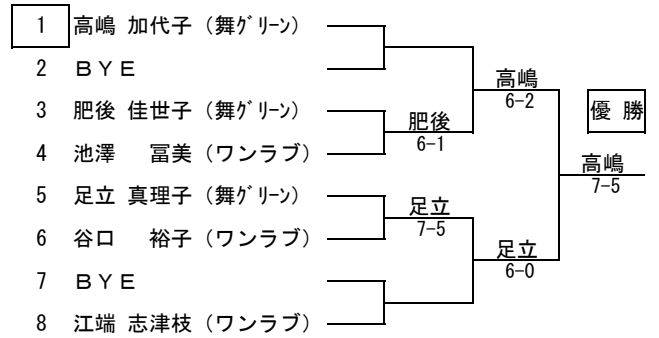 1 高嶋 加代子 (舞ｸﾞﾘｰﾝ)
2 ＢＹＥ
高嶋
6-2
3 肥後 佳世子 (舞ｸﾞﾘｰﾝ)
優 勝
肥後
6-1
4 池澤 冨美 (ワンラブ)
高嶋
7-5
5 足立 真理子 (舞ｸﾞﾘｰﾝ)
足立
7-5
6 谷口 裕子 (ワンラブ)
足立
6-0
7 ＢＹＥ
8 江端 志津枝 (ワンラブ)